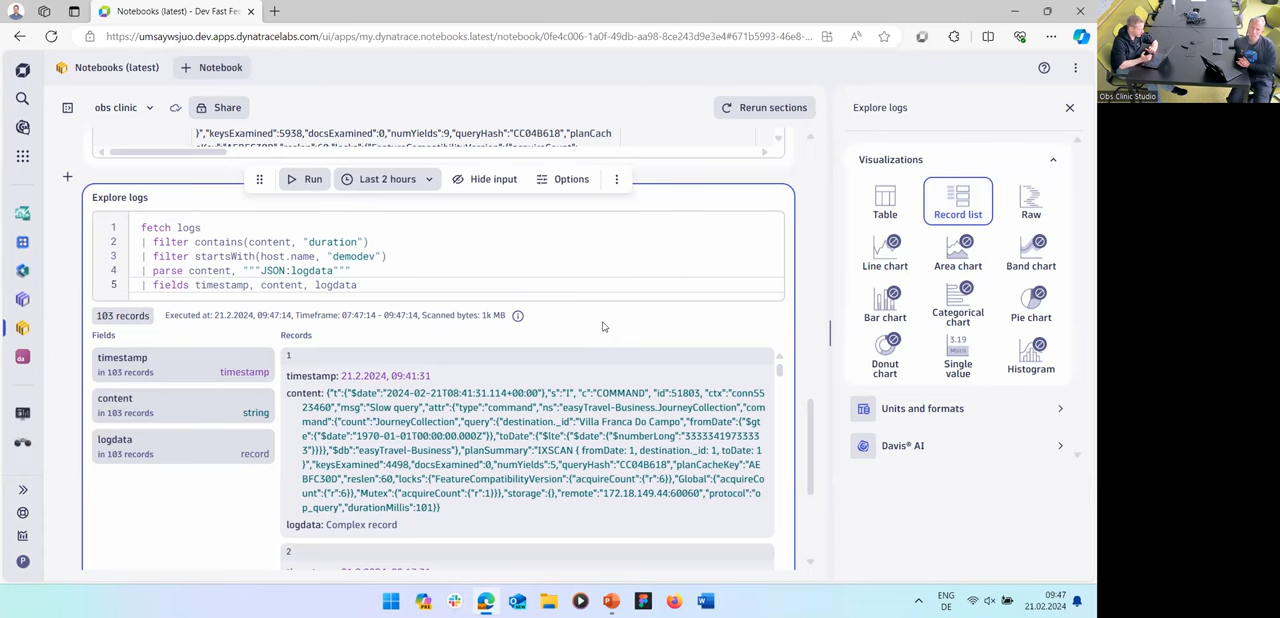 Notebooks (latest) - Dev Fast Fee
https://umsaywsjuo.dev.apps.dynatracelabs.com/ui/apps/my.dynatrace.notebooks.latest/notebook/0fe4c006-1a0f-49db-aa98-8ce243d9e3e4#671b5993-46e8-...
Obs Clinic Studio
Notebooks (latest)
Notebook
obs clinic
Share
Rerun sections
Explore logs
}","keysExamined":5938,"docsExamined":0,"numYields":9,"queryHash":"CC04B618","planCach
Run
Last 2 hours
Hide input
Options
Explore logs
1 fetch logs
2 | filter contains(content, "duration")
3 | filter startsWith(host.name, "demodev")
4 | parse content, """JSON:logdata"""
5 | fields timestamp, content, logdata
103 records
Executed at: 21.2.2024, 09:47:14, Timeframe: 07:47:14 - 09:47:14, Scanned bytes: 1k MB
Fields
Records
timestamp
in 103 records
timestamp
content
in 103 records
string
logdata
in 103 records
record
1
timestamp: 21.2.2024, 09:41:31
content: {"t":{"$date":"2024-02-21T08:41:31.114+00:00"},"s":"I", "c":"COMMAND", "id":51803, "ctx":"conn55
23460","msg":"Slow query","attr":{"type":"command","ns":"easyTravel-Business.JourneyCollection","com
mand":{"count":"JourneyCollection","query":{"destination._id":"Villa Franca Do Campo","fromDate":{"$gt
e":{"$date":"1970-01-01T00:00:00.000Z"}},"toDate":{"$lte":{"$date":{"$numberLong":"3333341973333
3"}}}},"$db":"easyTravel-Business"},"planSummary":"IXSCAN { fromDate: 1, destination._id: 1, toDate: 1
}","keysExamined":4498,"docsExamined":0,"numYields":5,"queryHash":"CC04B618","planCacheKey":"AE
BFC30D","reslen":60,"locks":{"FeatureCompatibilityVersion":{"acquireCount":{"r":6}},"Global":{"acquireCo
unt":{"r":6}},"Mutex":{"acquireCount":{"r":1}}},"storage":{},"remote":"172.18.149.44:60060","protocol":"o
p_query","durationMillis":101}}
logdata: Complex record
2
Visualizations
Table
Record list
Raw
Line chart
Area chart
Band chart
Bar chart
Categorical
chart
Pie chart
Donut
chart
3.19
Single
value
Histogram
Units and formats
Davis® AI
ENG
DE
09:47
21.02.2024